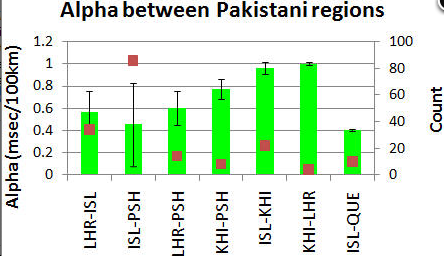 Alpha between Pakistani regions
Alpha (msec/100km)
1.2
1
0.8
0.6
0.4
0.2
0
100
80
60
40
20
0
Count
LHR-ISL
ISL-PSH
LHR-PSH
KHI-PSH
ISL-KHI
KHI-LHR
ISL-QUE